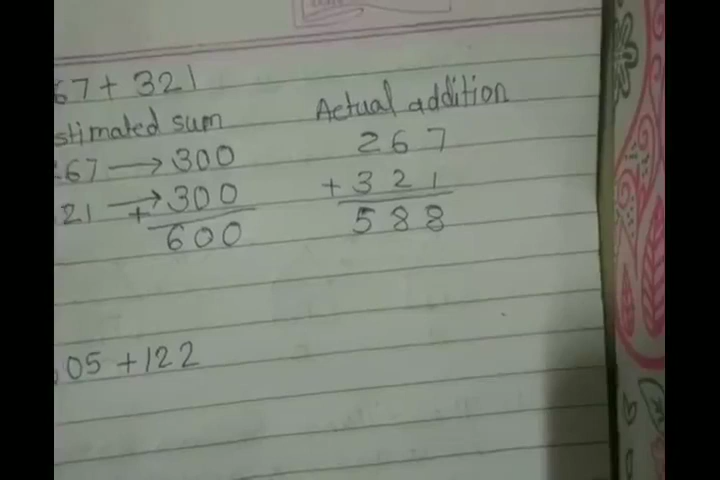 67 + 321
stimated sum
67 → 300
21 → + 300
600
Actual addition
267
+ 321
588
05 + 122